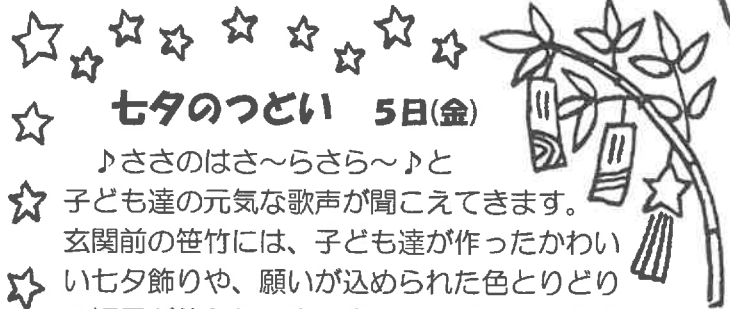 七夕のつどい 5日(金)
♪ささのはさ〜らさら〜♪と
子ども達の元気な歌声が聞こえてきます。
玄関前の笹竹には、子ども達が作ったかわい
い七夕飾りや、願いが込められた色とりどり